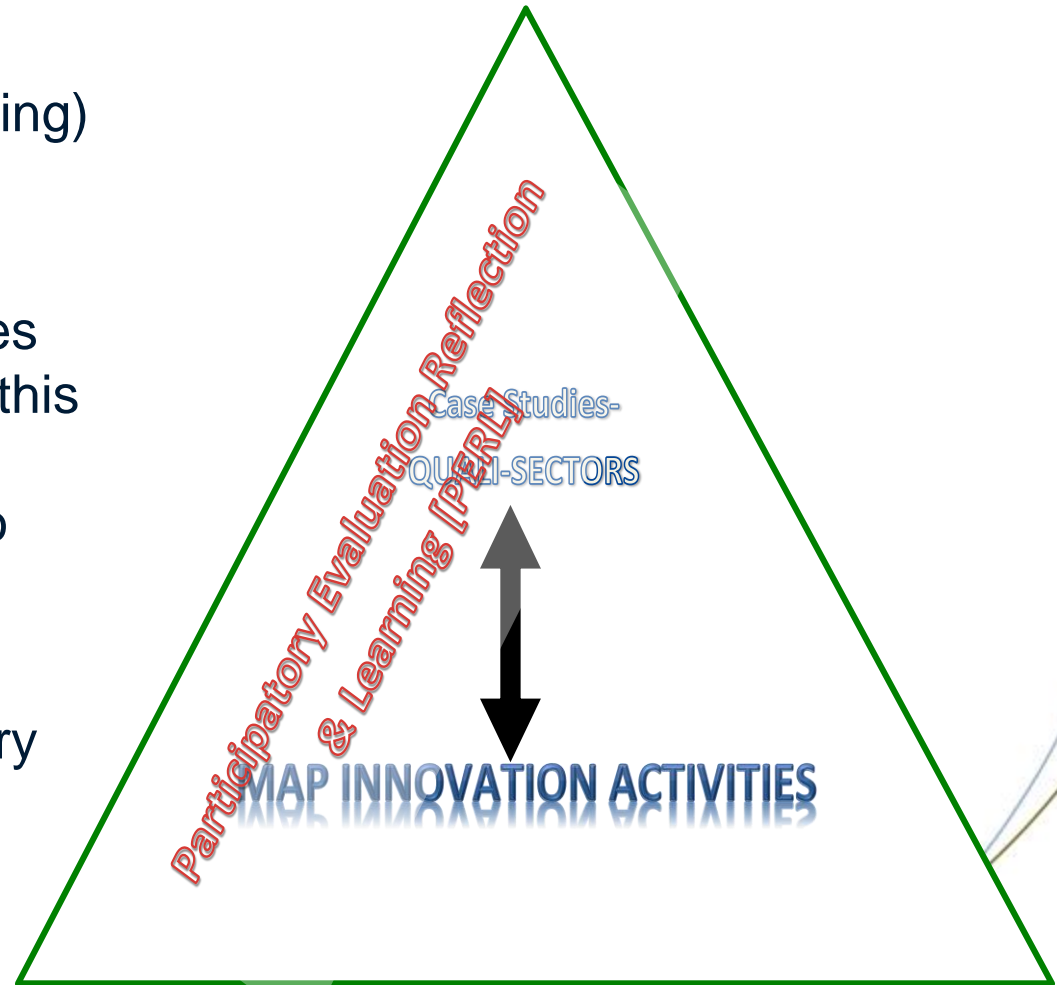 ing)
es
this
o
ry
Participatory Evaluation Reflection
& Learning [PERL]
Case Studies-
QUALI-SECTORS
MAP INNOVATION ACTIVITIES